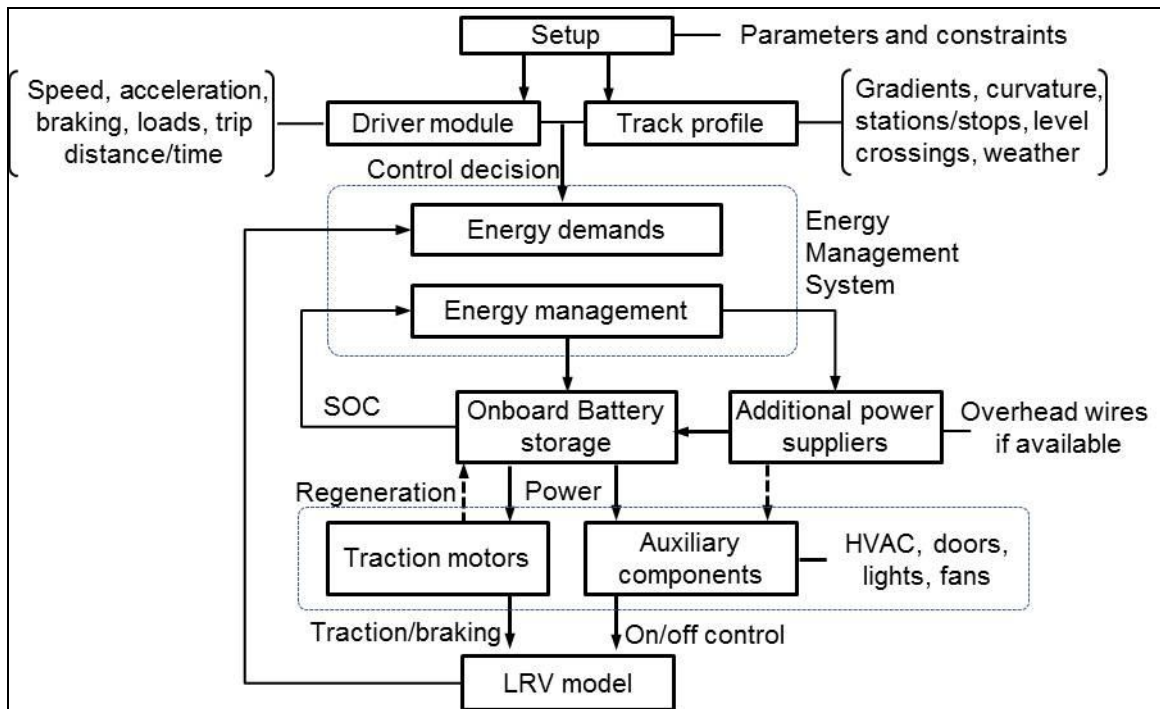 Setup
Parameters and constraints
Speed, acceleration,
braking, loads, trip
distance/time
Driver module
Track profile
Gradients, curvature,
stations/stops, level
crossings, weather
Control decision
Energy demands
Energy
Management
System
Energy management
SOC
Onboard Battery
storage
Additional power
suppliers
Overhead wires
if available
Regeneration
Power
Traction motors
Auxiliary
components
HVAC, doors,
lights, fans
Traction/braking
On/off control
LRV model